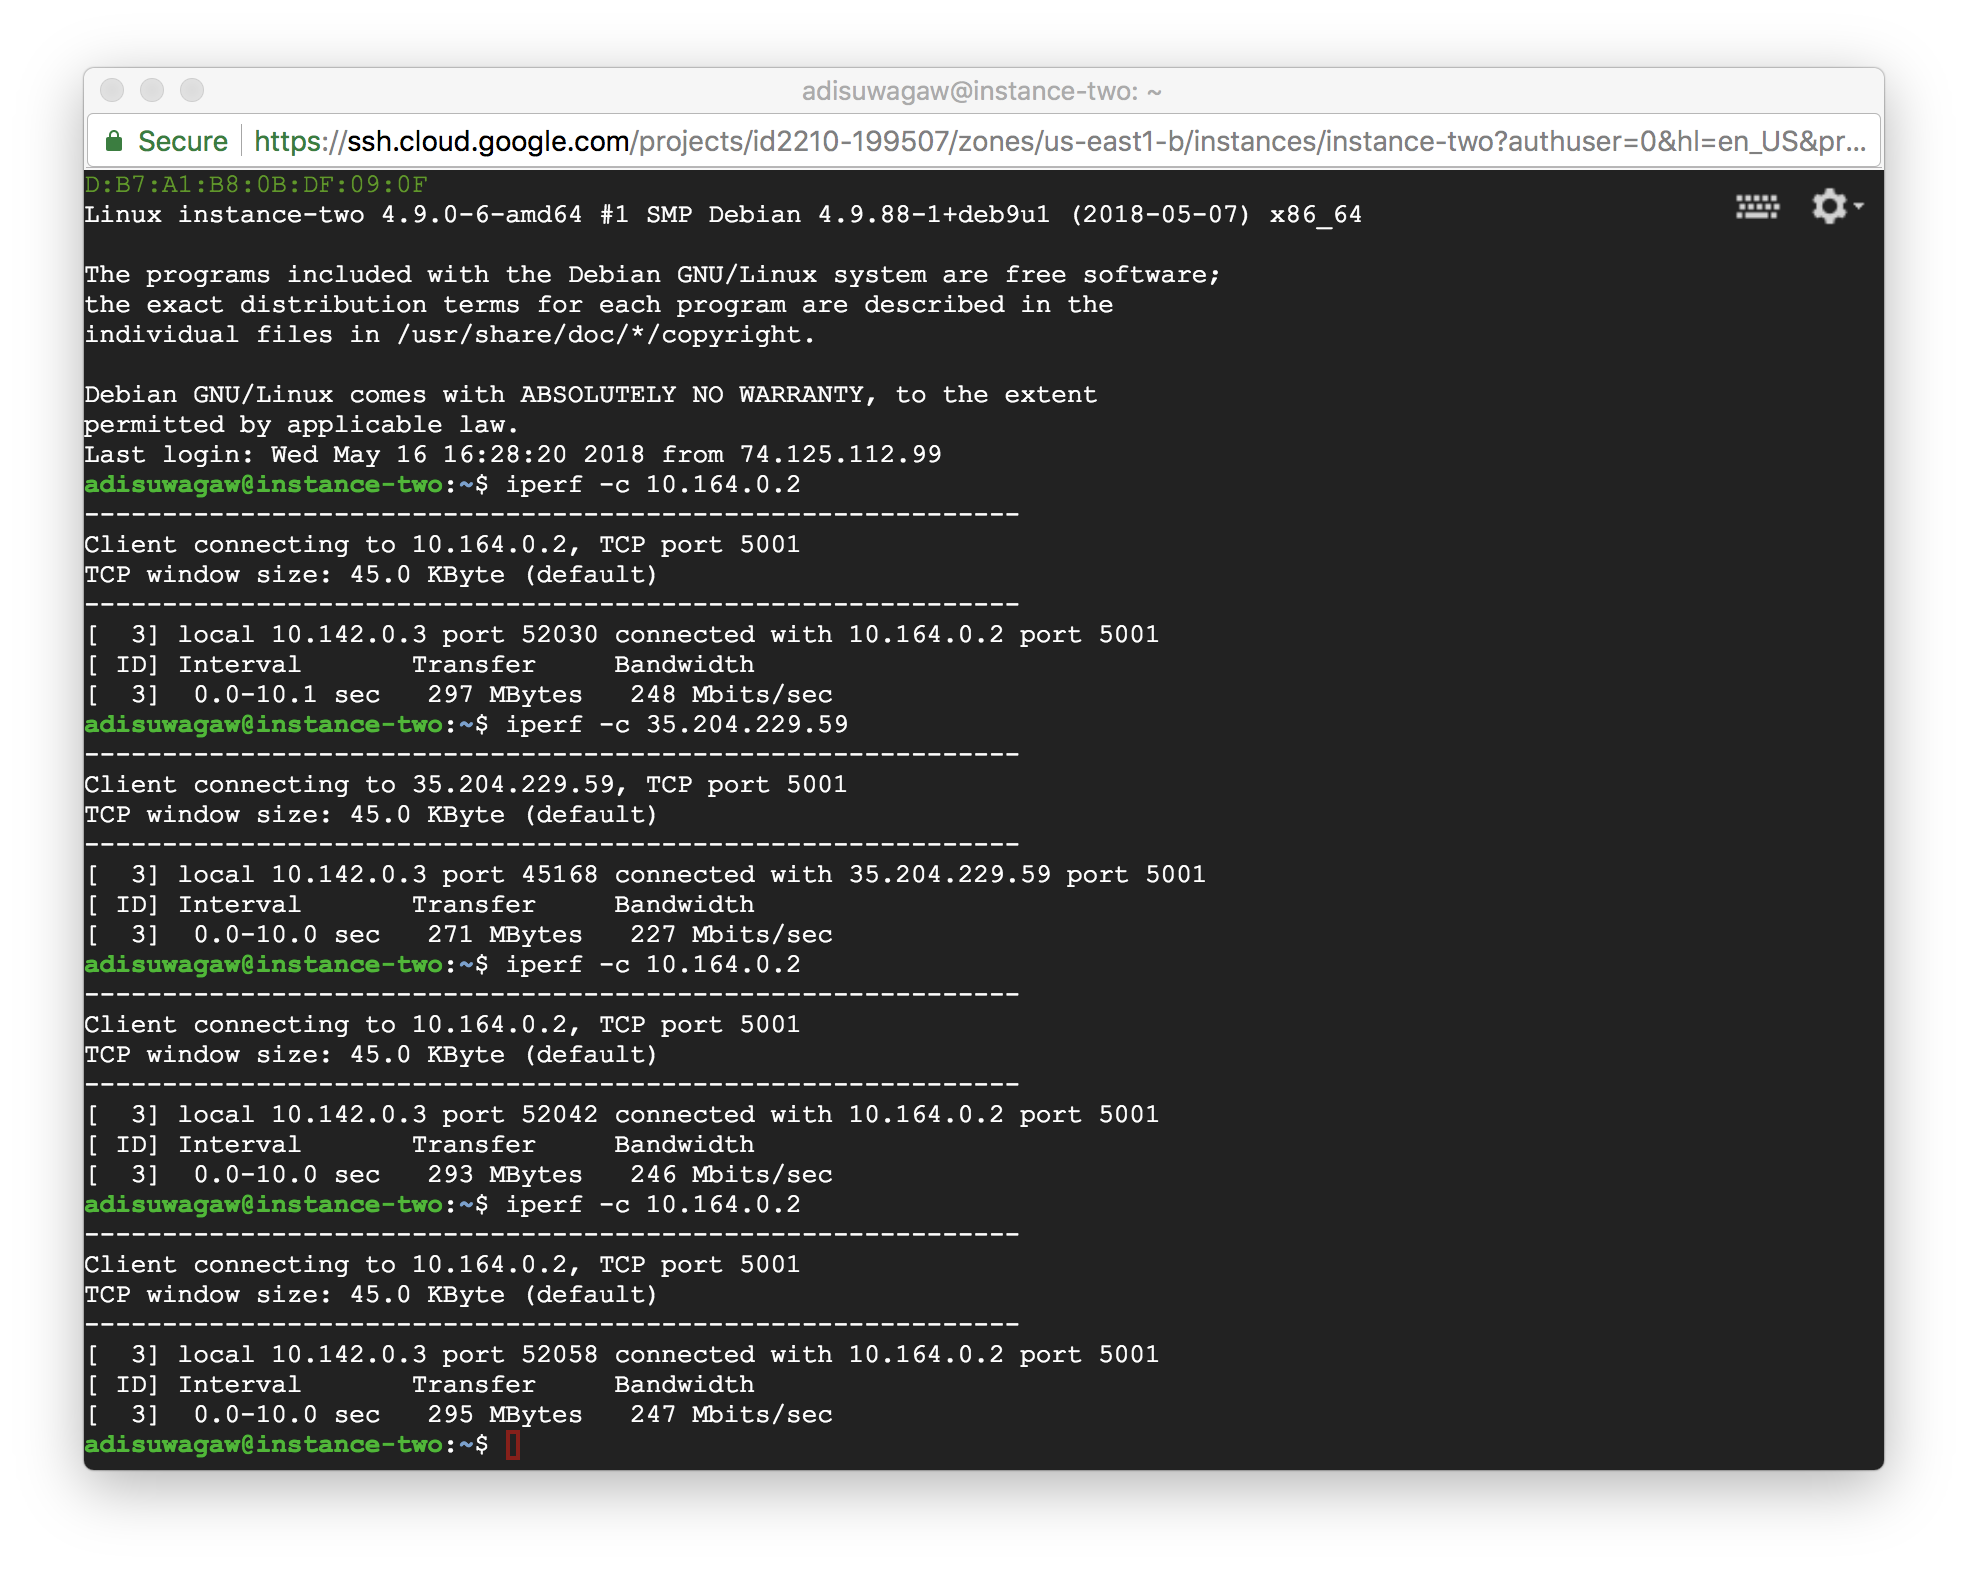 adisuwagaw@instance-two: ~
Secure https://ssh.cloud.google.com/projects/id2210-199507/zones/us-east1-b/instances/instance-two?authuser=0&hl=en_US&pr...
D:B7:A1:B8:0B:DF:09:0F
Linux instance-two 4.9.0-6-amd64 #1 SMP Debian 4.9.88-1+deb9u1 (2018-05-07) x86_64
The programs included with the Debian GNU/Linux system are free software;
the exact distribution terms for each program are described in the
individual files in /usr/share/doc/*/copyright.
Debian GNU/Linux comes with ABSOLUTELY NO WARRANTY, to the extent
permitted by applicable law.
Last login: Wed May 16 16:28:20 2018 from 74.125.112.99
adisuwagaw@instance-two:~$ iperf -c 10.164.0.2
------------------------------------------------------------
Client connecting to 10.164.0.2, TCP port 5001
TCP window size: 45.0 KByte (default)
------------------------------------------------------------
[  3] local 10.142.0.3 port 52030 connected with 10.164.0.2 port 5001
[ ID] Interval       Transfer     Bandwidth
[  3]  0.0-10.1 sec   297 MBytes   248 Mbits/sec
adisuwagaw@instance-two:~$ iperf -c 35.204.229.59
------------------------------------------------------------
Client connecting to 35.204.229.59, TCP port 5001
TCP window size: 45.0 KByte (default)
------------------------------------------------------------
[  3] local 10.142.0.3 port 45168 connected with 35.204.229.59 port 5001
[ ID] Interval       Transfer     Bandwidth
[  3]  0.0-10.0 sec   271 MBytes   227 Mbits/sec
adisuwagaw@instance-two:~$ iperf -c 10.164.0.2
------------------------------------------------------------
Client connecting to 10.164.0.2, TCP port 5001
TCP window size: 45.0 KByte (default)
------------------------------------------------------------
[  3] local 10.142.0.3 port 52042 connected with 10.164.0.2 port 5001
[ ID] Interval       Transfer     Bandwidth
[  3]  0.0-10.0 sec   293 MBytes   246 Mbits/sec
adisuwagaw@instance-two:~$ iperf -c 10.164.0.2
------------------------------------------------------------
Client connecting to 10.164.0.2, TCP port 5001
TCP window size: 45.0 KByte (default)
------------------------------------------------------------
[  3] local 10.142.0.3 port 52058 connected with 10.164.0.2 port 5001
[ ID] Interval       Transfer     Bandwidth
[  3]  0.0-10.0 sec   295 MBytes   247 Mbits/sec
adisuwagaw@instance-two:~$